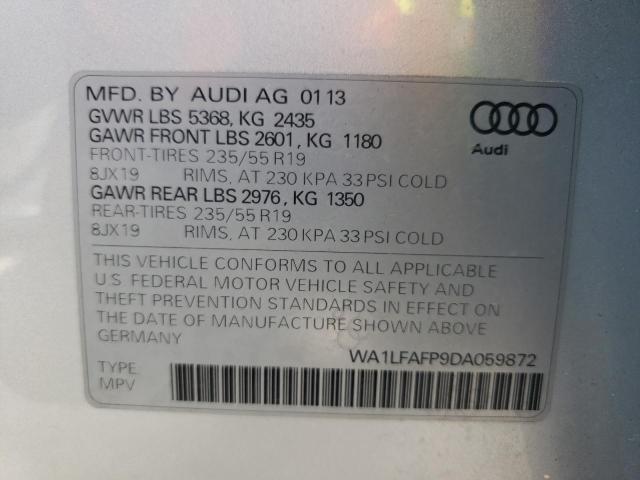 MFD. BY AUDI AG 01 13
GVWR LBS 5368, KG 2435
GAWR FRONT LBS 2601, KG 1180
FRONT-TIRES 235/55 R19
8JX19 RIMS, AT 230 KPA 33 PSI COLD
GAWR REAR LBS 2976, KG 1350
REAR-TIRES 235/55 R19
8JX19 RIMS, AT 230 KPA 33 PSI COLD
Audi
THIS VEHICLE CONFORMS TO ALL APPLICABLE
U.S. FEDERAL MOTOR VEHICLE SAFETY AND
THEFT PREVENTION STANDARDS IN EFFECT ON
THE DATE OF MANUFACTURE SHOWN ABOVE
GERMANY
WA1LFAFP9DA059872
TYPE
MPV